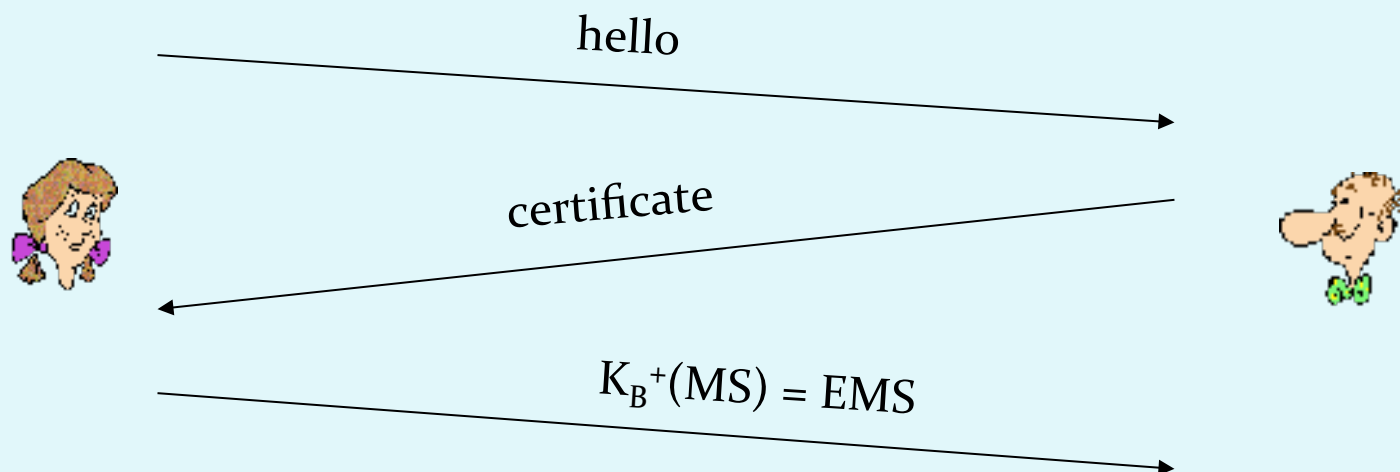 hello
certificate
K_B^+(MS) = EMS